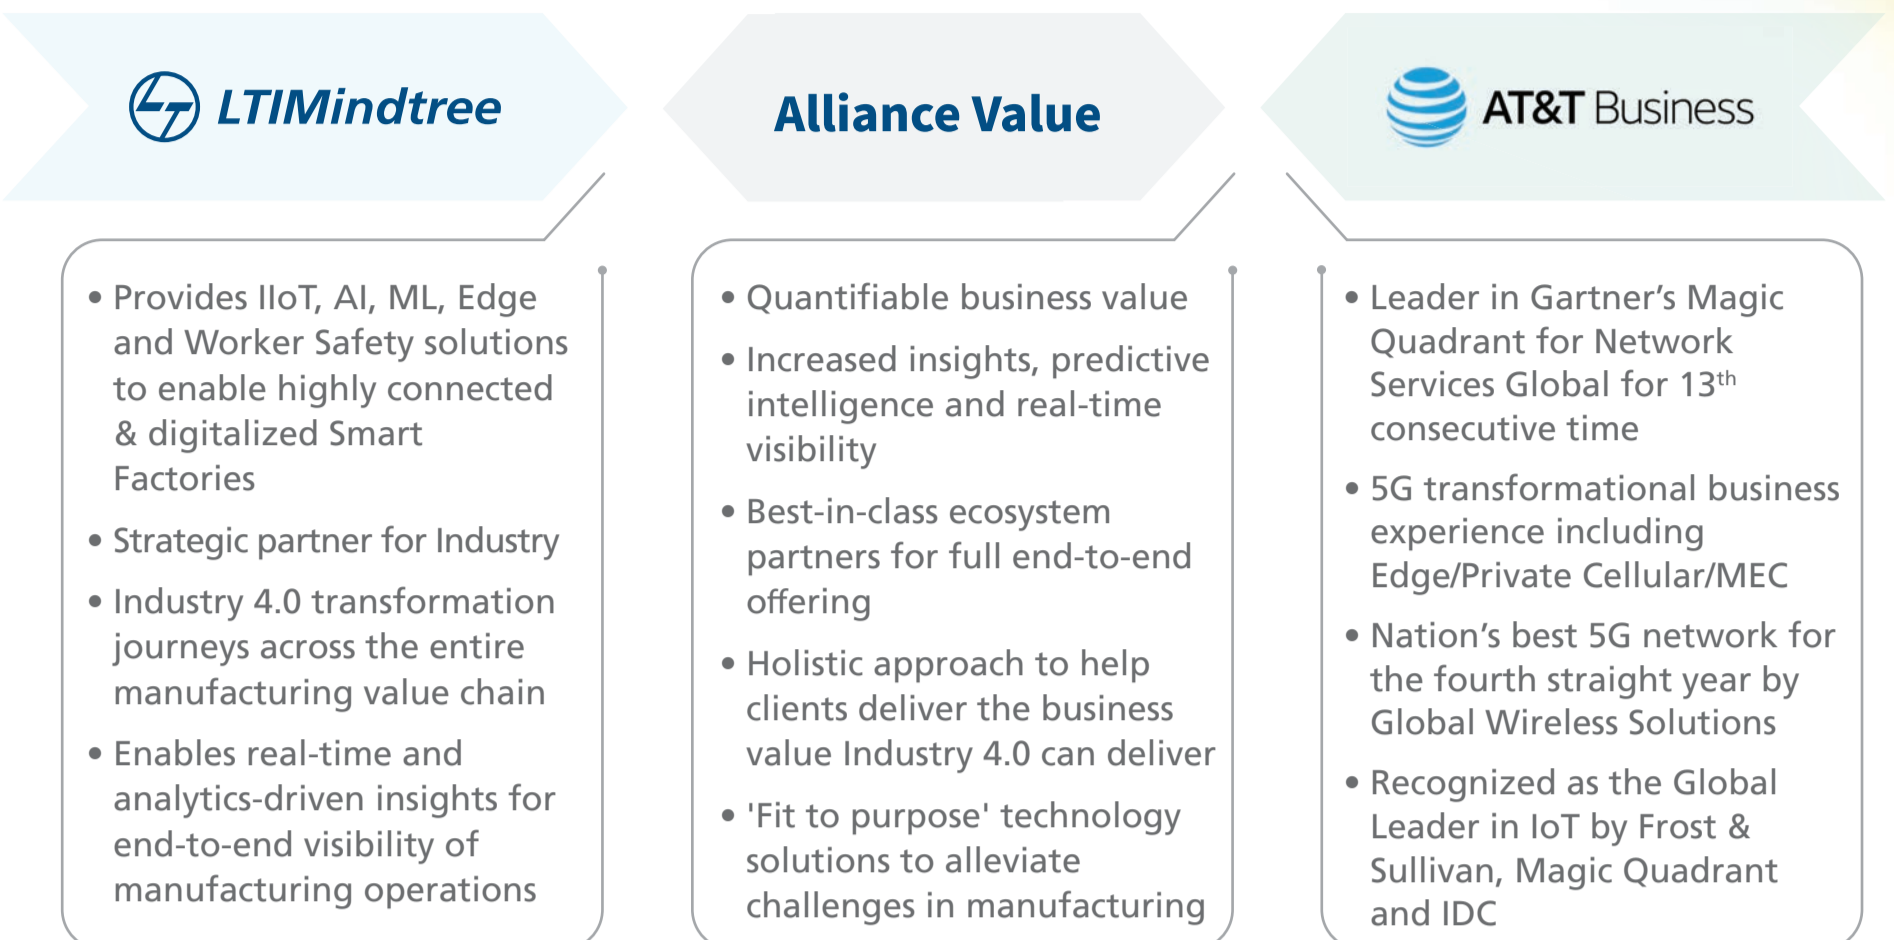 LTIMindtree
• Provides IIoT, AI, ML, Edge
and Worker Safety solutions
to enable highly connected
& digitalized Smart
Factories
• Strategic partner for Industry
• Industry 4.0 transformation
journeys across the entire
manufacturing value chain
• Enables real-time and
analytics-driven insights for
end-to-end visibility of
manufacturing operations
Alliance Value
• Quantifiable business value
• Increased insights, predictive
intelligence and real-time
visibility
• Best-in-class ecosystem
partners for full end-to-end
offering
• Holistic approach to help
clients deliver the business
value Industry 4.0 can deliver
• 'Fit to purpose' technology
solutions to alleviate
challenges in manufacturing
AT&T Business
• Leader in Gartner’s Magic
Quadrant for Network
Services Global for 13th
consecutive time
• 5G transformational business
experience including
Edge/Private Cellular/MEC
• Nation’s best 5G network for
the fourth straight year by
Global Wireless Solutions
• Recognized as the Global
Leader in IoT by Frost &
Sullivan, Magic Quadrant
and IDC